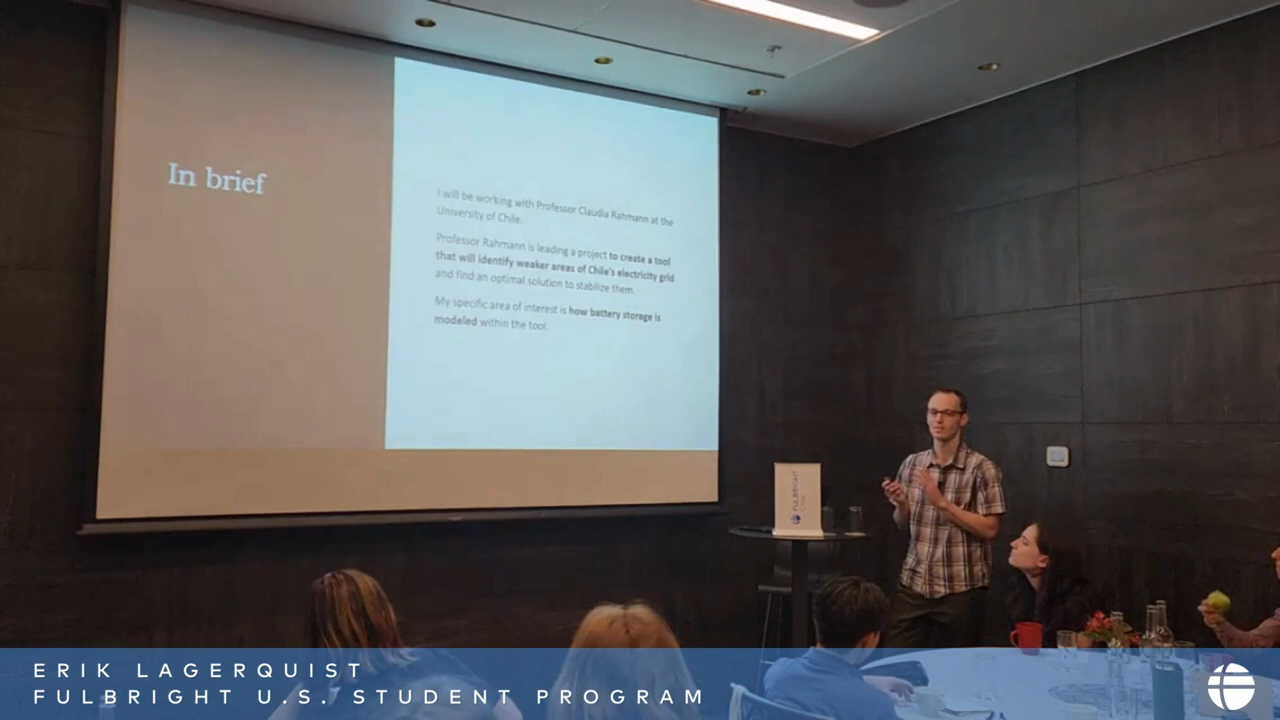 In brief
I will be working with Professor Claudia Rahmann at the
University of Chile.
Professor Rahmann is leading a project to create a tool
that will identify weaker areas of Chile's electricity grid
and find an optimal solution to stabilize them.
My specific area of interest is how battery storage is
modeled within the tool.
FULBRIGHT
Chile
ERIK LAGERQUIST
FULBRIGHT U.S. STUDENT PROGRAM